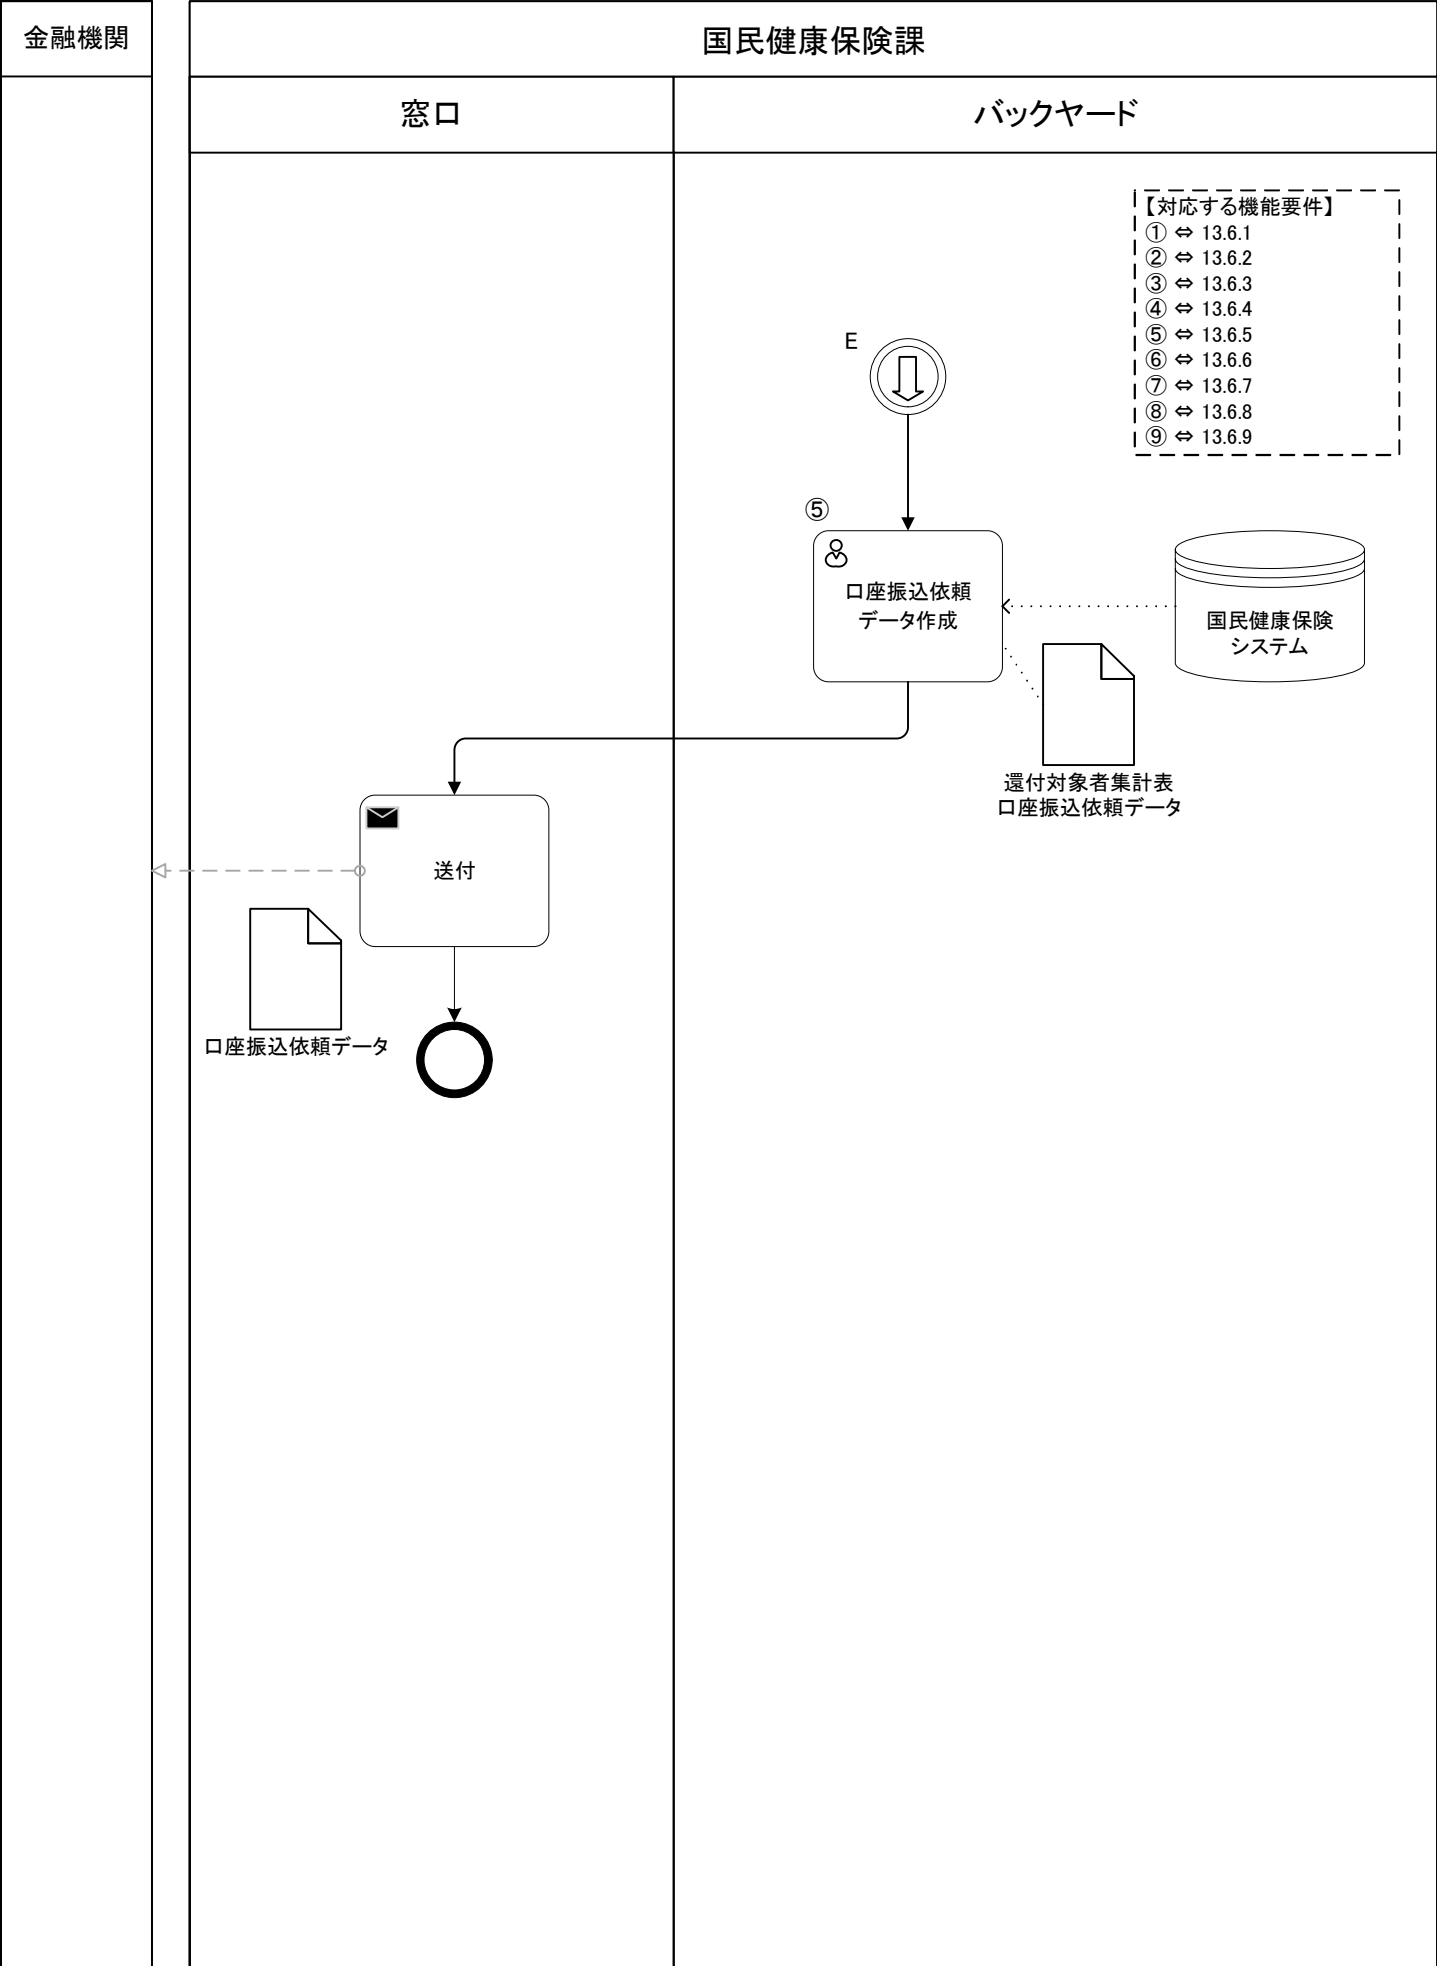 金融機関
国民健康保険課
窓口
バックヤード
【対応する機能要件】
① ⇔ 13.6.1
② ⇔ 13.6.2
③ ⇔ 13.6.3
④ ⇔ 13.6.4
⑤ ⇔ 13.6.5
⑥ ⇔ 13.6.6
⑦ ⇔ 13.6.7
⑧ ⇔ 13.6.8
⑨ ⇔ 13.6.9
E
⑤
口座振込依頼
データ作成
国民健康保険
システム
還付対象者集計表
口座振込依頼データ
送付
口座振込依頼データ